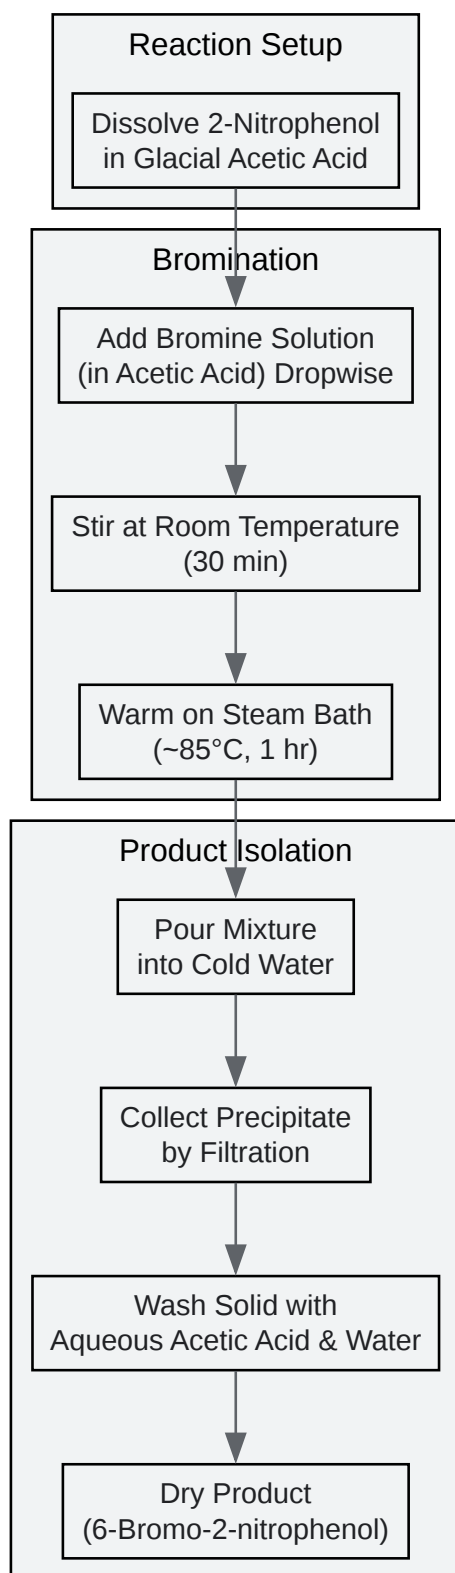 Reaction Setup
Dissolve 2-Nitrophenol
in Glacial Acetic Acid
Bromination
Add Bromine Solution
(in Acetic Acid) Dropwise
Stir at Room Temperature
(30 min)
Warm on Steam Bath
(~85°C, 1 hr)
Product Isolation
Pour Mixture
into Cold Water
Collect Precipitate
by Filtration
Wash Solid with
Aqueous Acetic Acid & Water
Dry Product
(6-Bromo-2-nitrophenol)